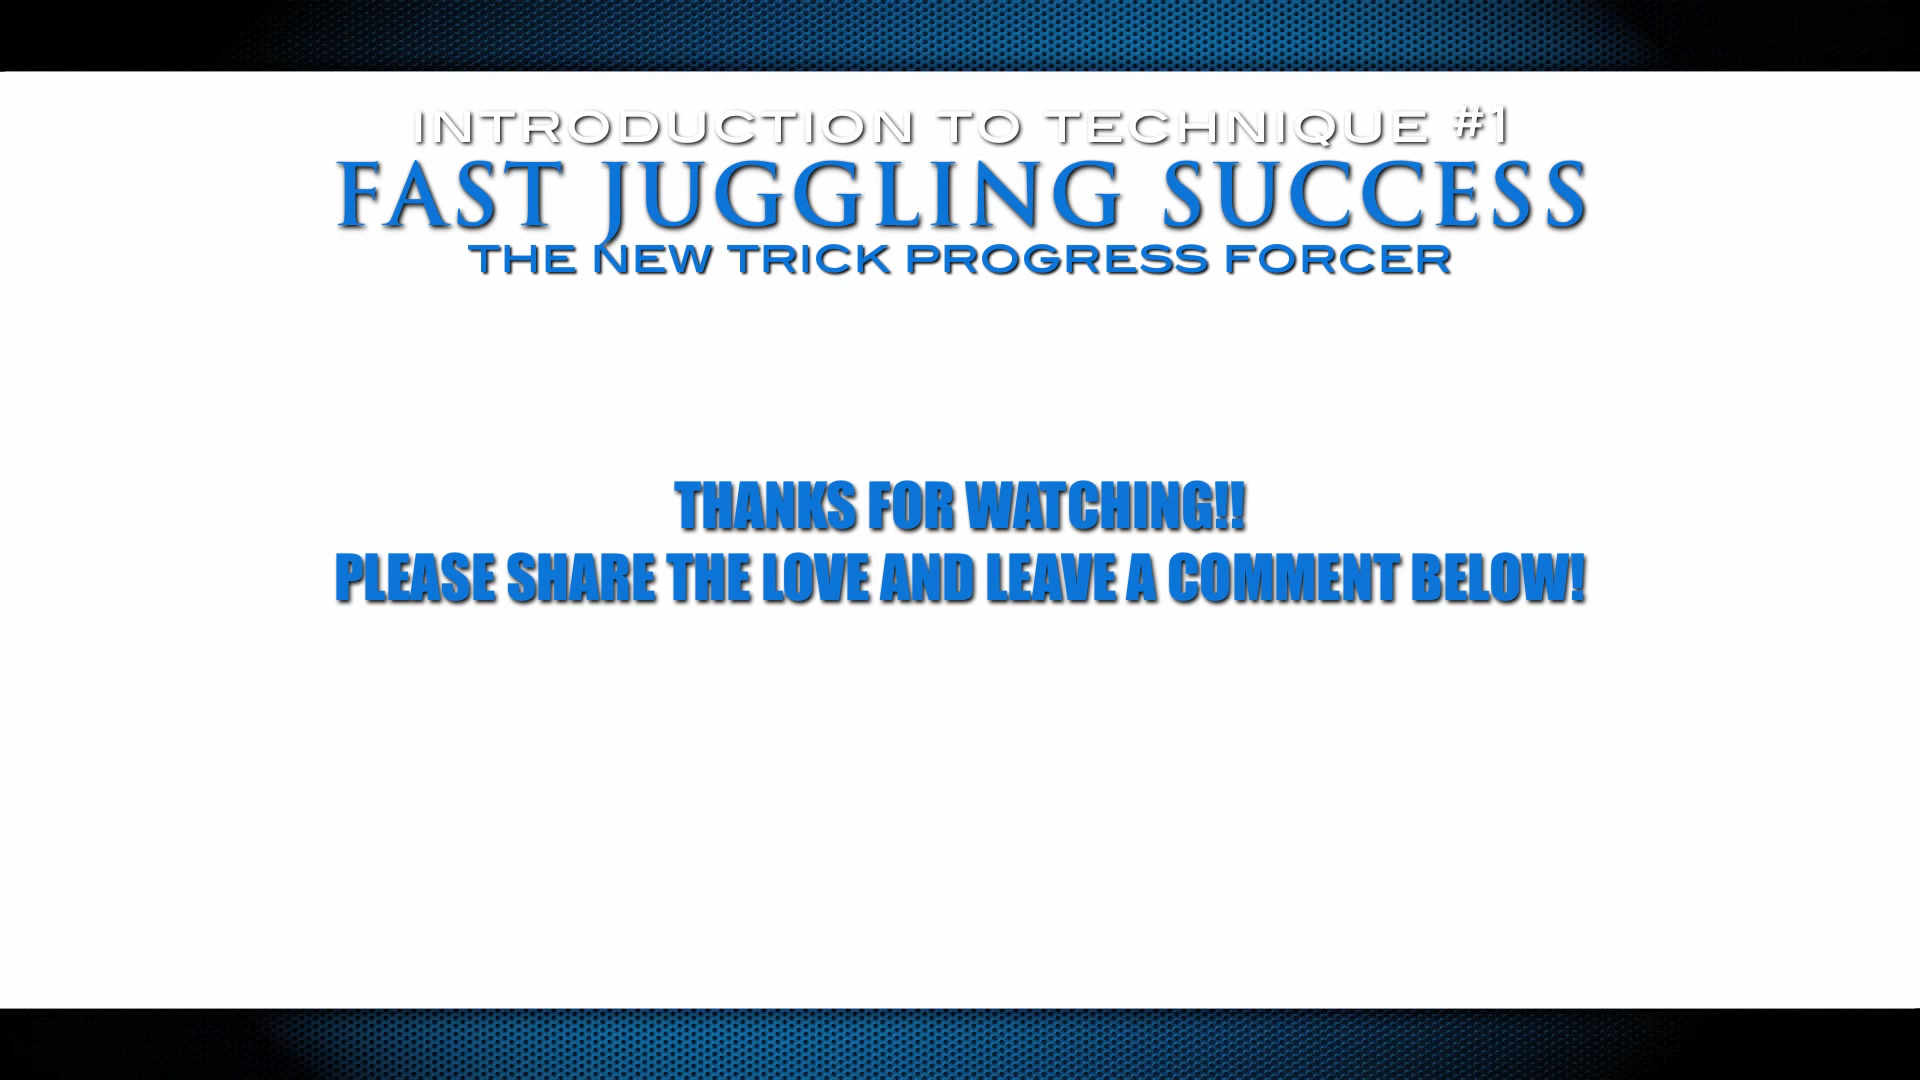 INTRODUCTION TO TECHNIQUE #1
FAST JUGGLING SUCCESS
THE NEW TRICK PROGRESS FORCER
THANKS FOR WATCHING!!
PLEASE SHARE THE LOVE AND LEAVE A COMMENT BELOW!